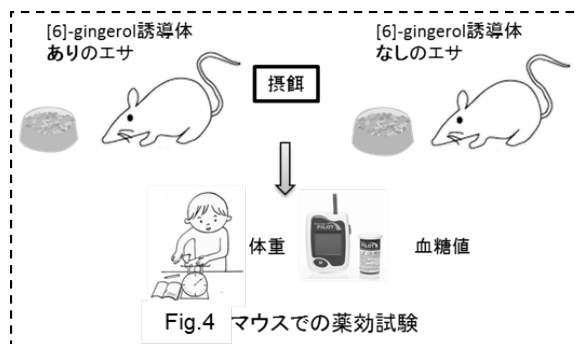 [6]-gingerol誘導体
ありのエサ
[6]-gingerol誘導体
なしのエサ
摂餌
体重
血糖値
Fig.4 マウスでの薬効試験